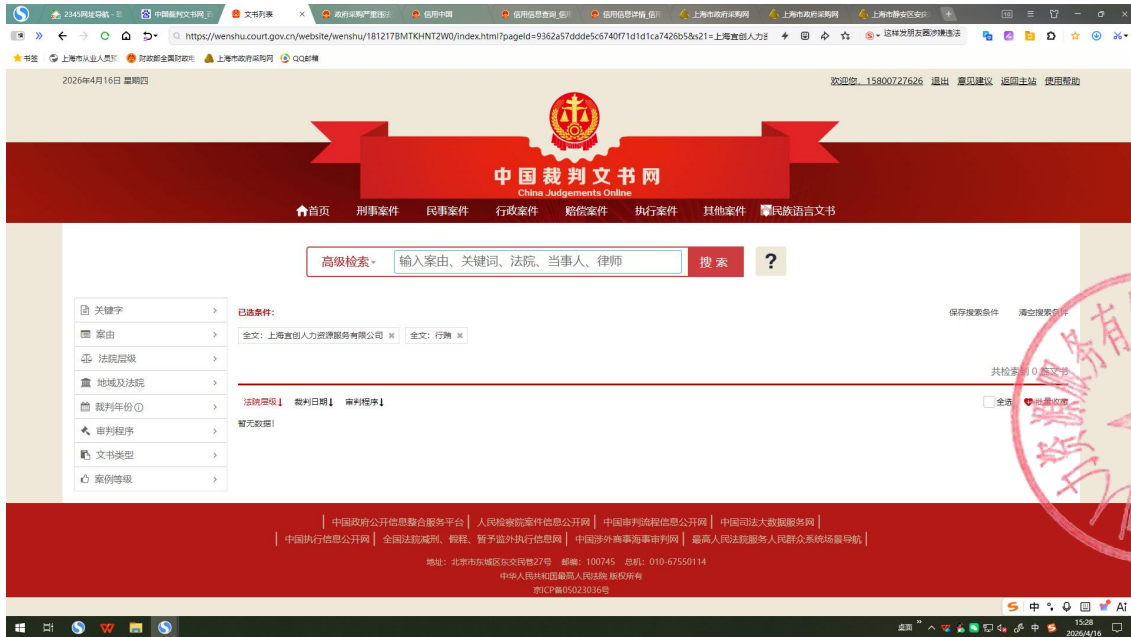 2345网址导航 - 
中国裁判文书网_
文书列表
政府采购严重违法
信用中国
信用信息查询_信
信用信息详情_信
上海市政府采购网
上海市政府采购网
上海市静安区安庆
https://wenshu.court.gov.cn/website/wenshu/181217BMTKHNT2W0/index.html?pageId=9362a57ddde5c6740f71d1d1ca7426b5&s21=上海宜创人力
这样发朋友圈涉嫌违法
书签 上海市从业人员 财政部全国财政 上海市政府采购网 QQ邮箱
2026年4月16日 星期四
欢迎您，15800727626 退出 意见建议 返回主站 使用帮助
中国裁判文书网
China Judgements Online
首页 刑事案件 民事案件 行政案件 赔偿案件 执行案件 其他案件 民族语言文书
高级检索 输入案由、关键词、法院、当事人、律师 搜索 ?
关键字
案由
法院层级
地域及法院
裁判年份
审判程序
文书类型
案例等级
已选条件：
保存搜索条件 清空搜索条件
全文：上海宜创人力资源服务有限公司 全文：行贿
共检索到 0 篇文书
法院层级 裁判日期 审判程序
全选 批量收藏
暂无数据！
中国政府公开信息整合服务平台 | 人民检察院案件信息公开网 | 中国审判流程信息公开网 | 中国司法大数据服务网 |
中国执行信息公开网 | 全国法院减刑、假释、暂予监外执行信息网 | 中国涉外商事海事审判网 | 最高人民法院服务人民群众系统场景导航 |
地址：北京市东城区东交民巷27号 邮编：100745 总机：010-67550114
中华人民共和国最高人民法院 版权所有
京ICP备05023036号
资源服务有
中
桌面
中
15:28
2026/4/16